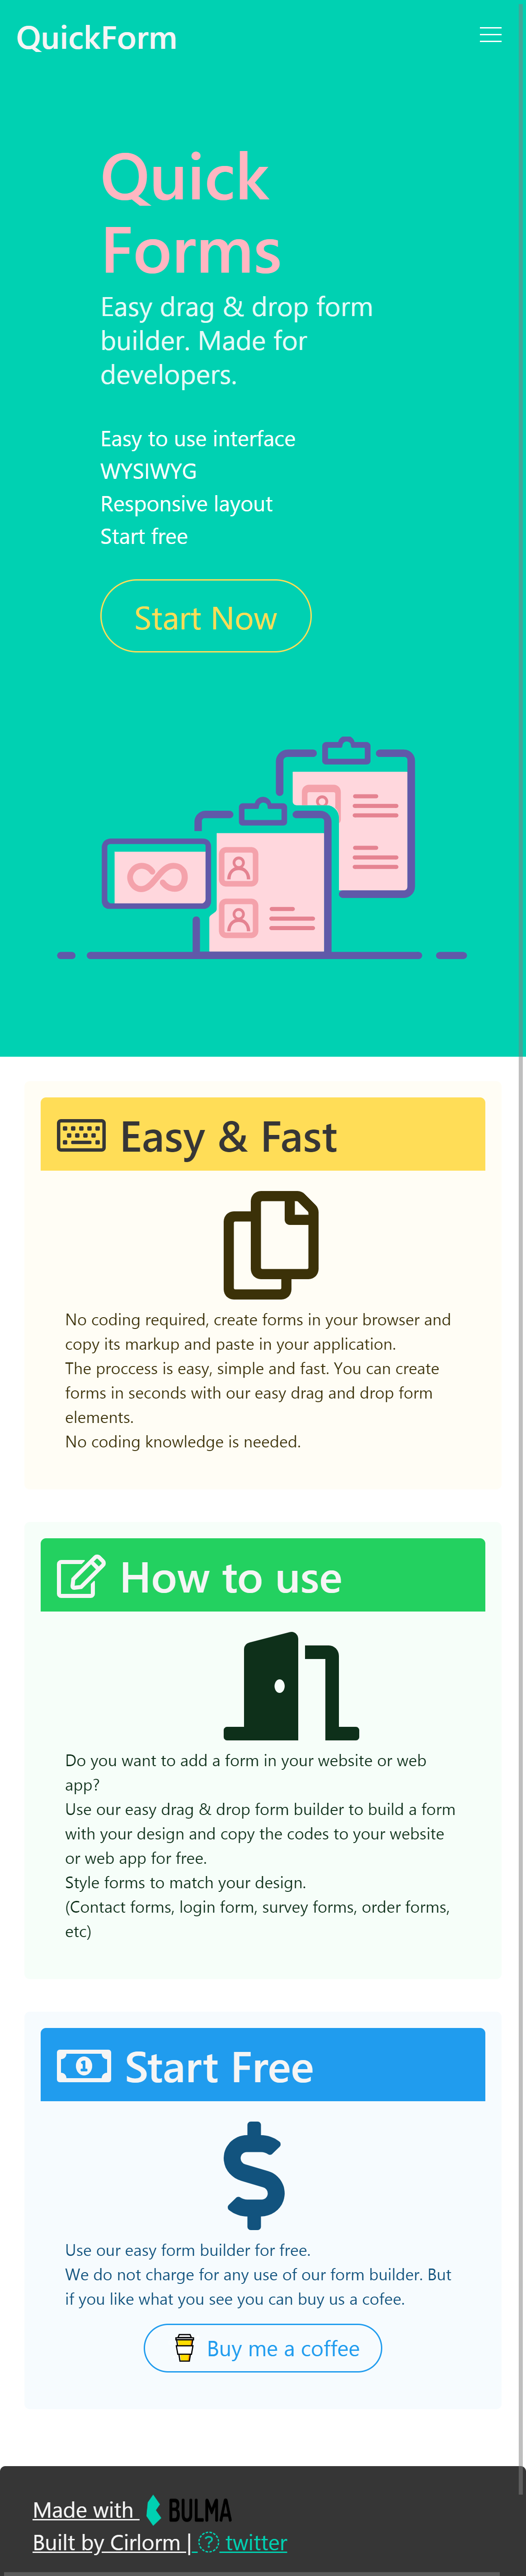 QuickForm
Quick
Forms
Easy drag & drop form
builder. Made for
developers.
Easy to use interface
WYSIWYG
Responsive layout
Start free
Start Now
Easy & Fast
No coding required, create forms in your browser and
copy its markup and paste in your application.
The proccess is easy, simple and fast. You can create
forms in seconds with our easy drag and drop form
elements.
No coding knowledge is needed.
How to use
Do you want to add a form in your website or web
app?
Use our easy drag & drop form builder to build a form
with your design and copy the codes to your website
or web app for free.
Style forms to match your design.
(Contact forms, login form, survey forms, order forms,
etc)
1 Start Free
Use our easy form builder for free.
We do not charge for any use of our form builder. But
if you like what you see you can buy us a cofee.
Buy me a coffee
Made with BULMA
Built by Cirlorm | twitter